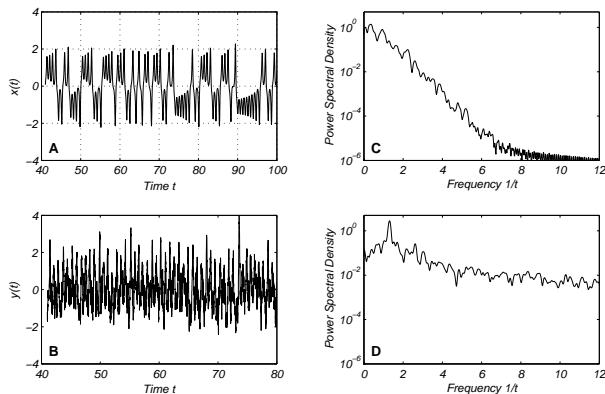 4
2
0
−2
−4
x(t)
A
40 50 60 70 80 90 100
Time t
10^0
10^−2
10^−4
10^−6
Power Spectral Density
C
0 2 4 6 8 10 12
Frequency 1/t
4
2
0
−2
−4
y(t)
B
40 50 60 70 80
Time t
10^0
10^−2
10^−4
10^−6
Power Spectral Density
D
0 2 4 6 8 10 12
Frequency 1/t